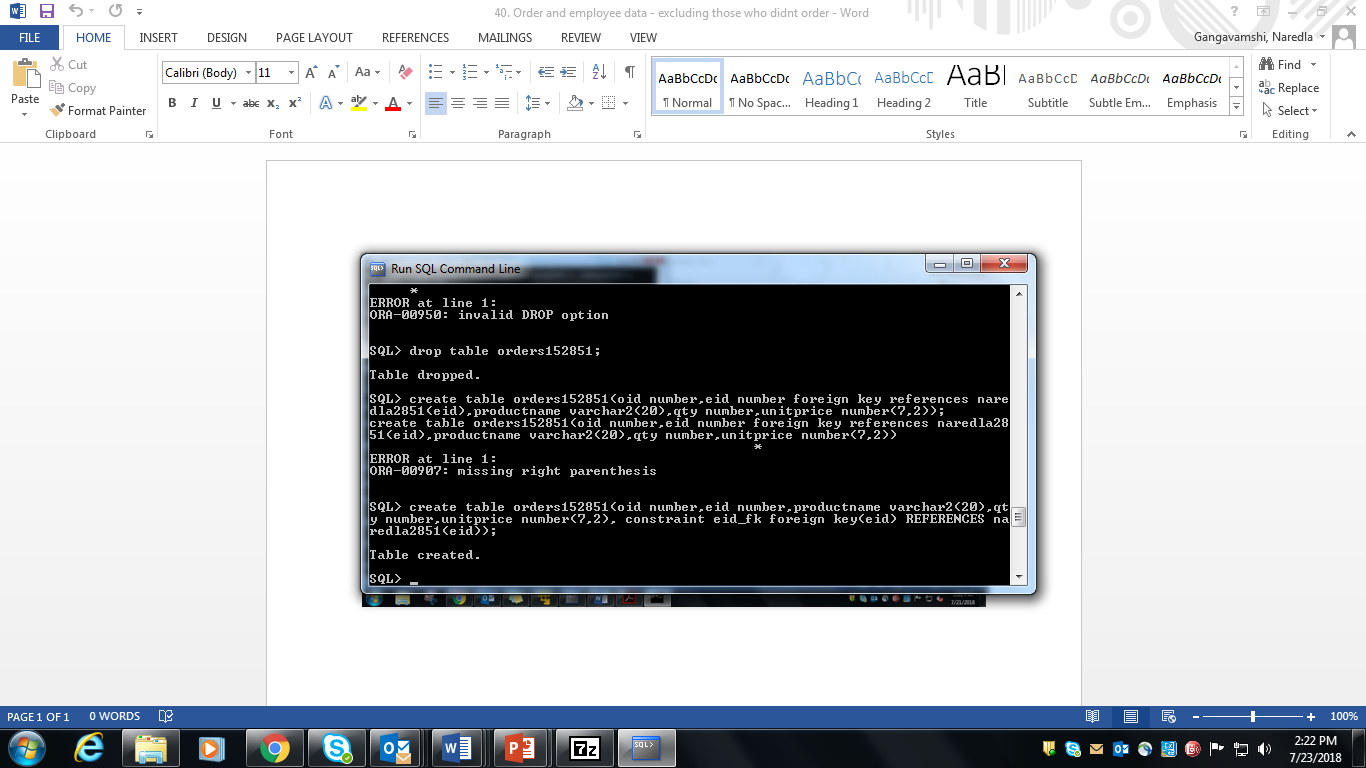 40. Order and employee data - excluding those who didnt order - Word
FILE HOME INSERT DESIGN PAGE LAYOUT REFERENCES MAILINGS REVIEW VIEW
Gangavamshi, Naredla
Paste
Cut
Copy
Format Painter
Clipboard
Calibri (Body) 11
Font
Paragraph
AaBbCcDc AaBbCcDc AaBbCc AaBbCcD AaBl AaBbCcD AaBbCcDc AaBbCcDc
¶ Normal ¶ No Spac... Heading 1 Heading 2 Title Subtitle Subtle Em... Emphasis
Styles
Find
Replace
Select
Editing
Run SQL Command Line
*
ERROR at line 1:
ORA-00950: invalid DROP option
SQL> drop table orders152851;
Table dropped.
SQL> create table orders152851(oid number,eid number foreign key references nare
dla2851(eid),productname varchar2(20),qty number,unitprice number(7,2));
create table orders152851(oid number,eid number foreign key references naredla28
51(eid),productname varchar2(20),qty number,unitprice number(7,2))
*
ERROR at line 1:
ORA-00907: missing right parenthesis
SQL> create table orders152851(oid number,eid number,productname varchar2(20),qt
y number,unitprice number(7,2), constraint eid_fk foreign key(eid) REFERENCES na
redla2851(eid));
Table created.
SQL> _
7/21/2018
PAGE 1 OF 1 0 WORDS
100%
2:22 PM
7/23/2018